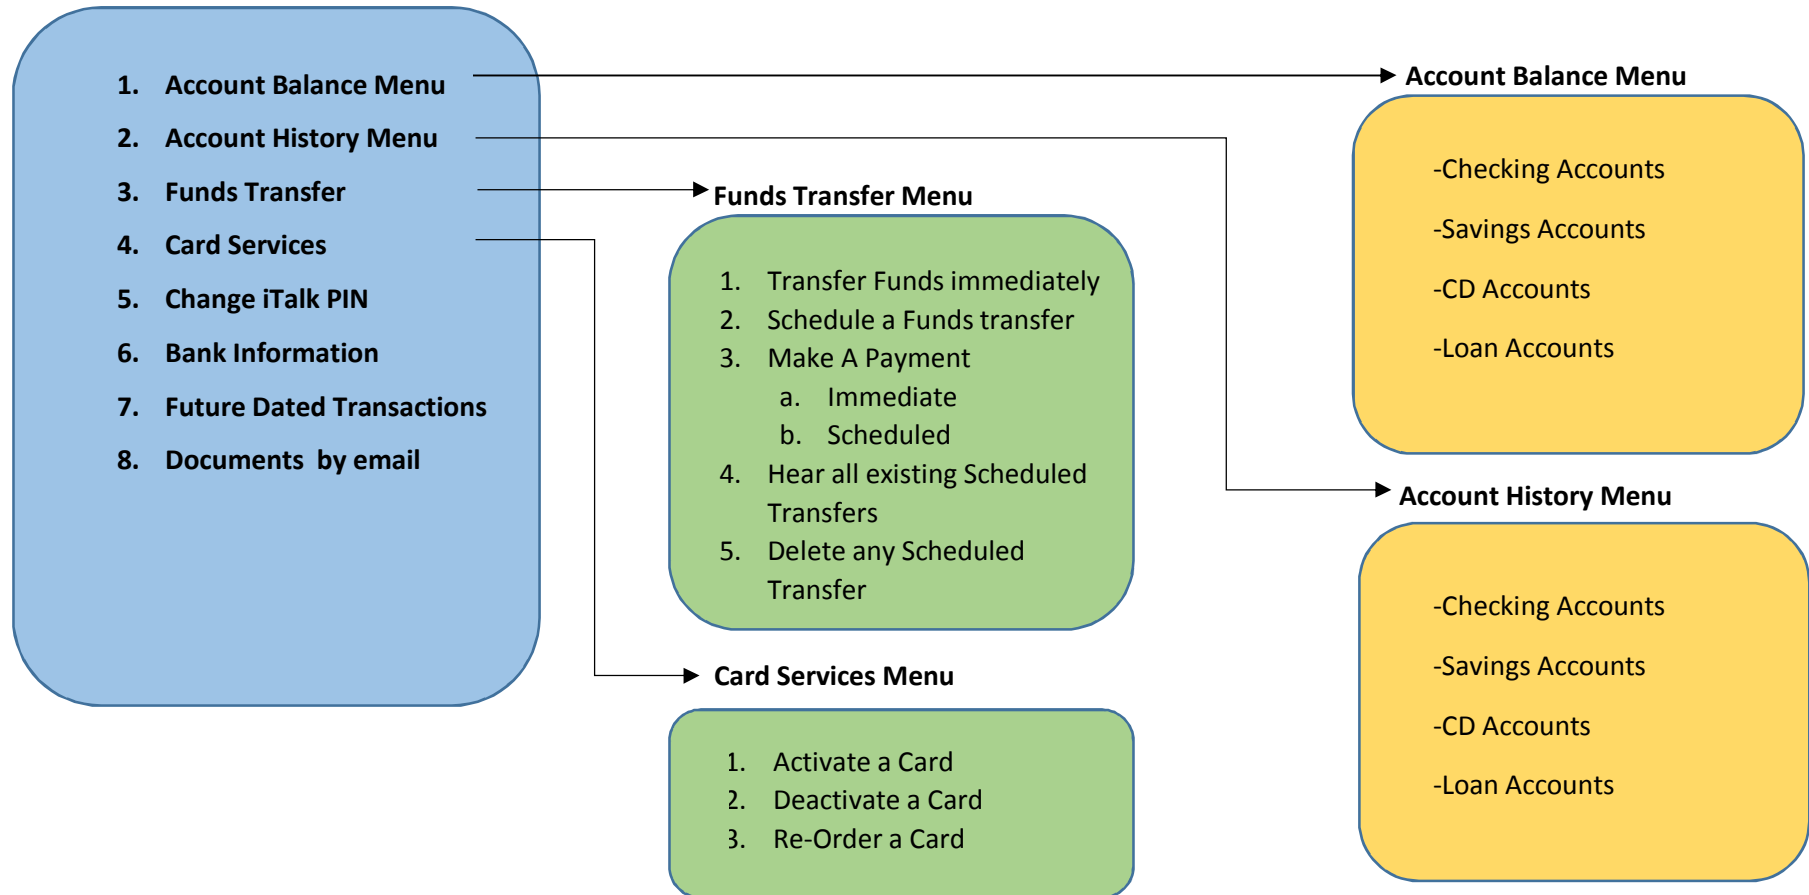 1. Account Balance Menu
2. Account History Menu
3. Funds Transfer
4. Card Services
5. Change iTalk PIN
6. Bank Information
7. Future Dated Transactions
8. Documents by email
Funds Transfer Menu
1. Transfer Funds immediately
2. Schedule a Funds transfer
3. Make A Payment
a. Immediate
b. Scheduled
4. Hear all existing Scheduled
Transfers
5. Delete any Scheduled
Transfer
Card Services Menu
1. Activate a Card
2. Deactivate a Card
3. Re-Order a Card
Account Balance Menu
-Checking Accounts
-Savings Accounts
-CD Accounts
-Loan Accounts
Account History Menu
-Checking Accounts
-Savings Accounts
-CD Accounts
-Loan Accounts